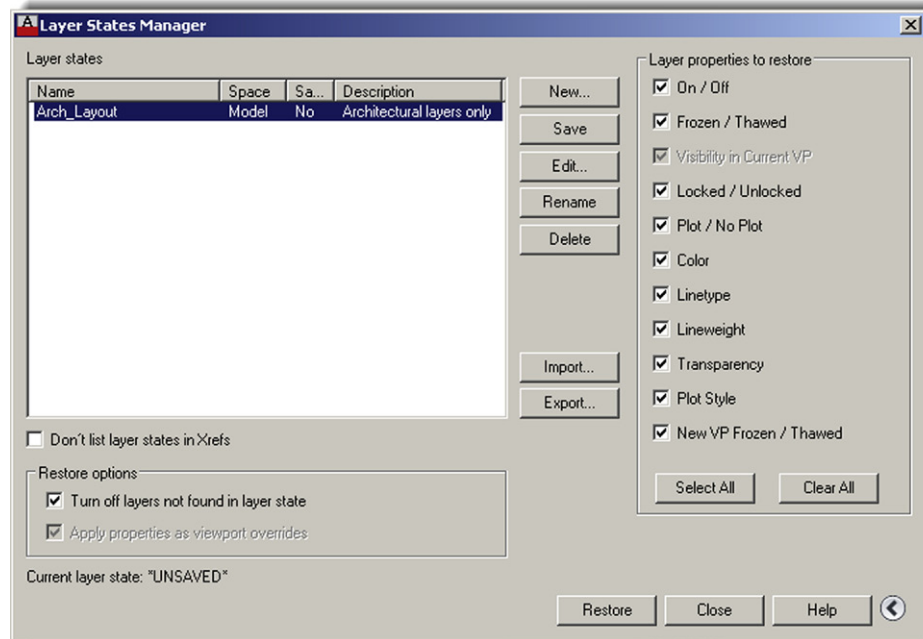 Layer States Manager
Layer states
Name Space Sa... Description
Arch_Layout Model No Architectural layers only
New...
Save
Edit...
Rename
Delete
Import...
Export...
Don't list layer states in Xrefs
Restore options
Turn off layers not found in layer state
Apply properties as viewport overrides
Current layer state: "UNSAVED"
Layer properties to restore
On / Off
Frozen / Thawed
Visibility in Current VP
Locked / Unlocked
Plot / No Plot
Color
Linetype
Lineweight
Transparency
Plot Style
New VP Frozen / Thawed
Select All Clear All
Restore Close Help